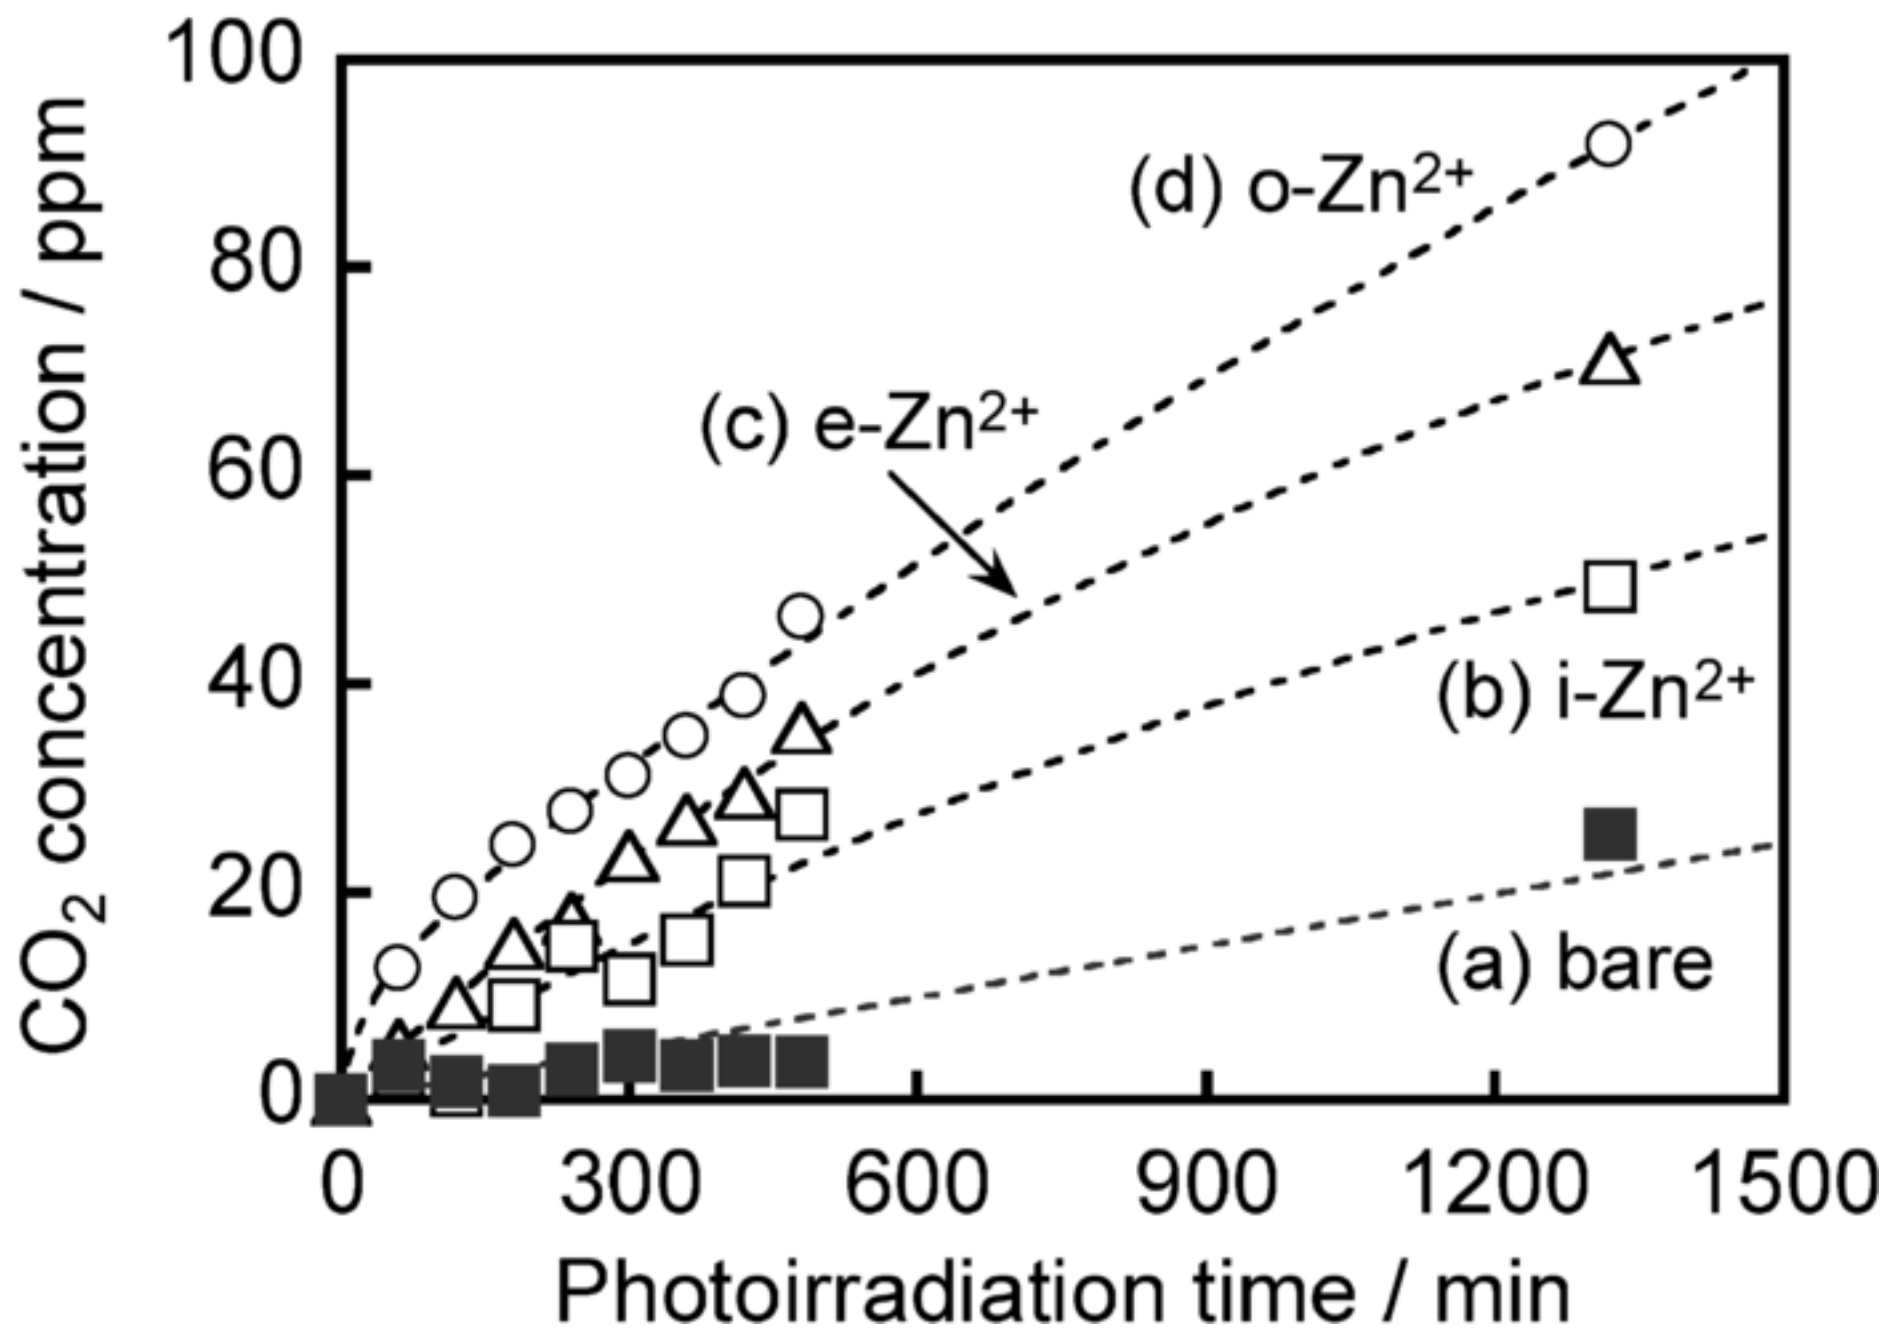 100
80
60
40
20
0
CO₂ concentration / ppm
(d) o-Zn²⁺
(c) e-Zn²⁺
(b) i-Zn²⁺
(a) bare
0 300 600 900 1200 1500
Photoirradiation time / min